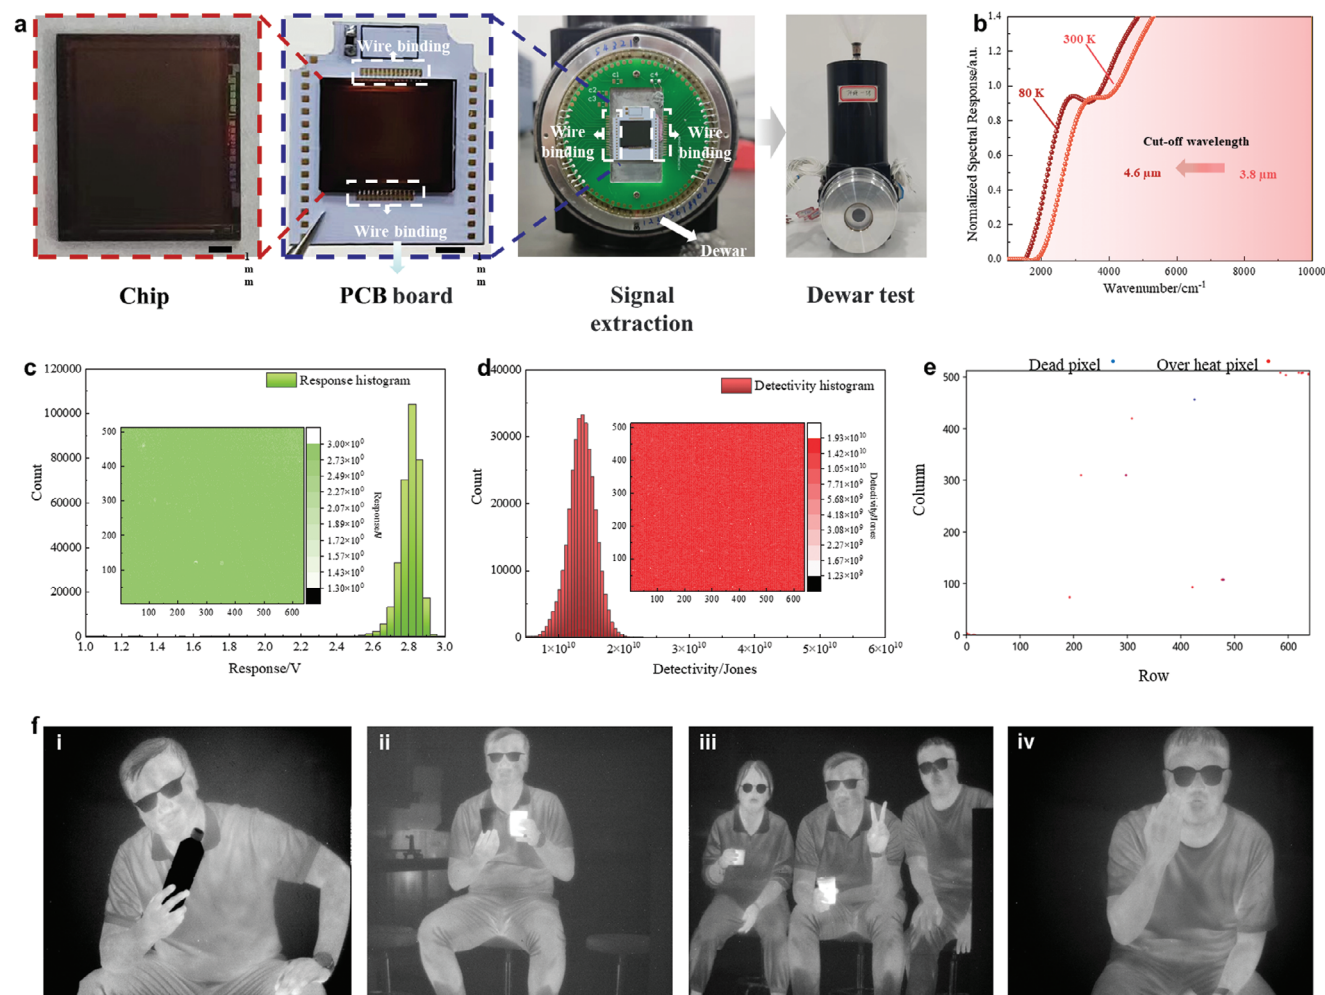 a
Wire binding
Wire binding
1
m
m
1
m
m
c1
c4
c2
c3
Wire
binding
Wire
binding
Dewar
Chip
PCB board
Signal
extraction
Dewar test
b
Normalized Spectral Response/a.u.
1.4
1.2
1.0
0.8
0.6
0.4
0.2
0.0
300 K
80 K
Cut-off wavelength
4.6 μm
3.8 μm
2000
4000
6000
8000
10000
Wavenumber/cm⁻¹
c
Count
120000
100000
80000
60000
40000
20000
0
Response histogram
500
400
300
200
100
100 200 300 400 500 600
3.00×10⁰
2.73×10⁰
2.49×10⁰
2.27×10⁰
2.07×10⁰
1.89×10⁰
1.72×10⁰
1.57×10⁰
1.43×10⁰
1.30×10⁰
Response/V
1.0 1.2 1.4 1.6 1.8 2.0 2.2 2.4 2.6 2.8 3.0
Response/V
d
Count
40000
30000
20000
10000
0
Detectivity histogram
500
400
300
200
100
100 200 300 400 500 600
1.93×10¹⁰
1.42×10¹⁰
1.05×10¹⁰
7.71×10⁹
5.68×10⁹
4.18×10⁹
3.08×10⁹
2.27×10⁹
1.67×10⁹
1.23×10⁹
Detectivity/Jones
1×10¹⁰ 2×10¹⁰ 3×10¹⁰ 4×10¹⁰ 5×10¹⁰ 6×10¹⁰
Detectivity/Jones
e
Dead pixel
Over heat pixel
Column
500
400
300
200
100
0
0 100 200 300 400 500 600
Row
f
i
ii
iii
iv